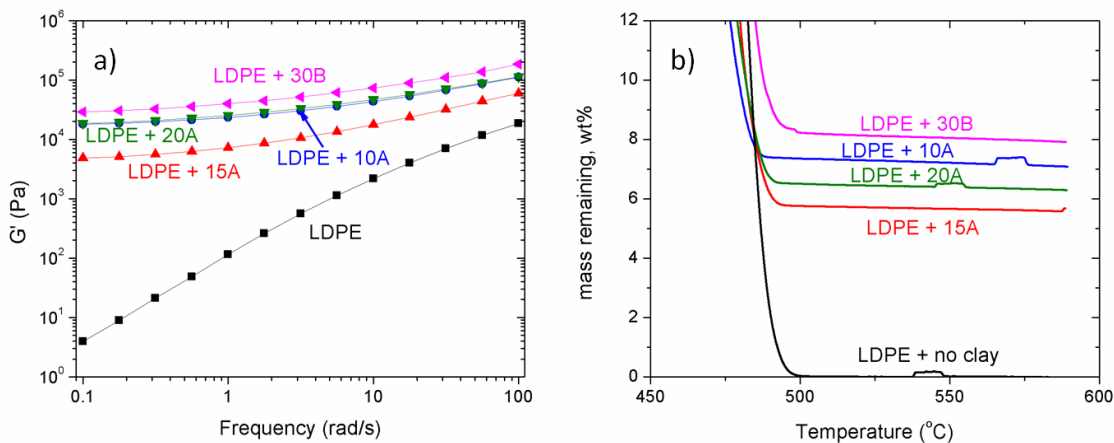 a)
10⁶
10⁵
10⁴
10³
10²
10¹
10⁰
G' (Pa)
LDPE + 30B
LDPE + 20A
LDPE + 10A
LDPE + 15A
LDPE
0.1
1
10
100
Frequency (rad/s)
b)
12
10
8
6
4
2
0
mass remaining, wt%
LDPE + 30B
LDPE + 10A
LDPE + 20A
LDPE + 15A
LDPE + no clay
450
500
550
600
Temperature (°C)